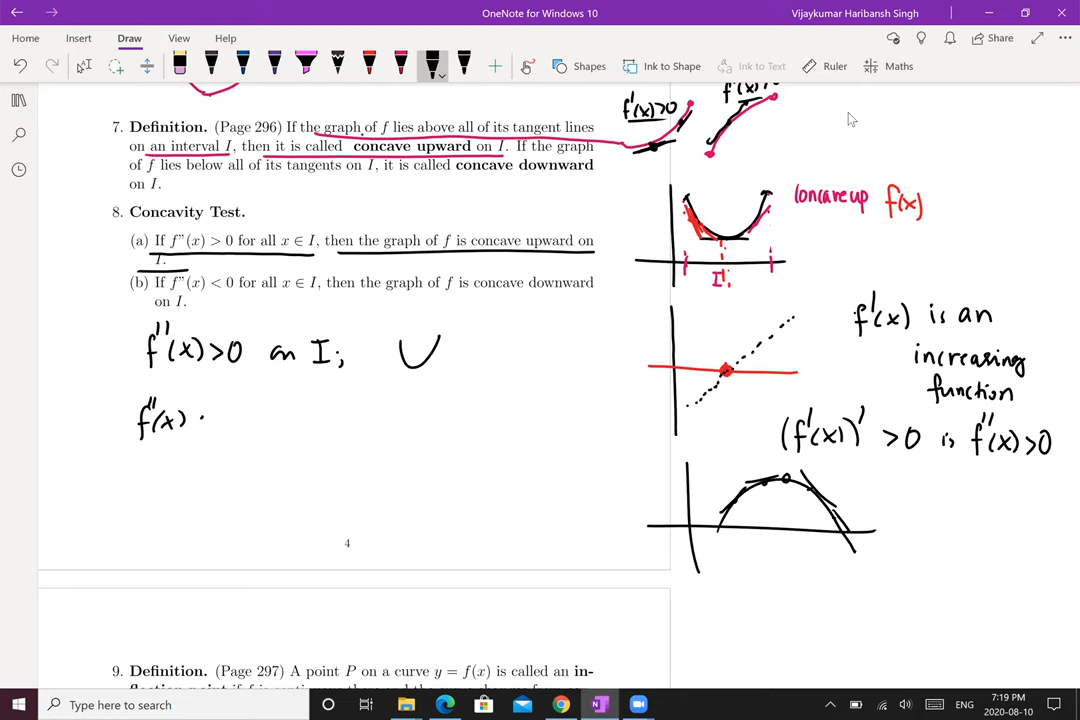 OneNote for Windows 10
Vijaykumar Haribansh Singh
Home Insert Draw View Help
Share
Shapes
Ink to Shape
Ink to Text
Ruler
Maths
f'(x)>0
7. Definition. (Page 296) If the graph of f lies above all of its tangent lines
on an interval I, then it is called concave upward on I. If the graph
of f lies below all of its tangents on I, it is called concave downward
on I.
8. Concavity Test.
(a) If f”(x) > 0 for all x ∈ I, then the graph of f is concave upward on
I.
(b) If f”(x) < 0 for all x ∈ I, then the graph of f is concave downward
on I.
f''(x)>0 on I;
f''(x)
concave up f(x)
I
f'(x) is an
increasing
function
(f'(x))' >0 is f''(x)>0
4
9. Definition. (Page 297) A point P on a curve y = f(x) is called an in-
Type here to search
ENG
7:19 PM
2020-08-10